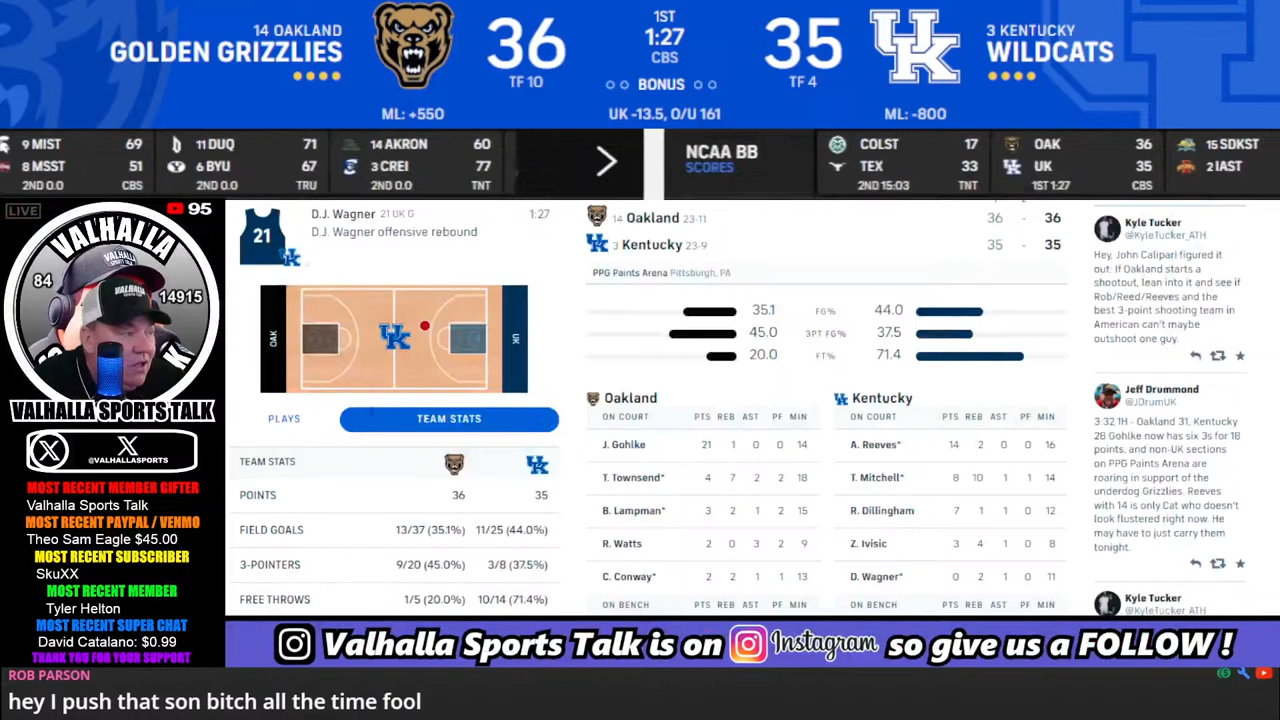 14 OAKLAND
GOLDEN GRIZZLIES
ML: +550
36
TF 10
1ST
1:27
CBS
BONUS
UK -13.5, O/U 161
35
TF 4
UK
ML: -800
3 KENTUCKY
WILDCATS
9 MIST 69
8 MSST 51
2ND 0.0 CBS
11 DUQ 71
6 BYU 67
2ND 0.0 TRU
14 AKRON 60
3 CREI 77
2ND 0.0 TNT
NCAA BB
SCORES
COLST 17
TEX 33
2ND 15:03 TNT
OAK 36
UK 35
1ST 1:27 CBS
15 SDKST
2 IAST
LIVE
95
VALHALLA
84
14915
VALHALLA SPORTS TALK
@VALHALLASPORTS
MOST RECENT MEMBER GIFTER
Valhalla Sports Talk
MOST RECENT PAYPAL / VENMO
Theo Sam Eagle $45.00
MOST RECENT SUBSCRIBER
SkuXX
MOST RECENT MEMBER
Tyler Helton
MOST RECENT SUPER CHAT
David Catalano: $0.99
THANK YOU FOR YOUR SUPPORT
21
D.J. Wagner 21 UK G 1:27
D.J. Wagner offensive rebound
OAK
UK
PLAYS
TEAM STATS
TEAM STATS
POINTS 36 35
FIELD GOALS 13/37 (35.1%) 11/25 (44.0%)
3-POINTERS 9/20 (45.0%) 3/8 (37.5%)
FREE THROWS 1/5 (20.0%) 10/14 (71.4%)
14 Oakland 23-11 36 - 36
3 Kentucky 23-9 35 - 35
PPG Paints Arena Pittsburgh, PA
35.1 FG% 44.0
45.0 3PT FG% 37.5
20.0 FT% 71.4
Oakland
ON COURT PTS REB AST PF MIN
J. Gohlke 21 1 0 0 14
T. Townsend* 4 7 2 2 18
B. Lampman* 3 2 1 2 15
R. Watts 2 0 3 2 9
C. Conway* 2 2 1 1 13
ON BENCH PTS REB AST PF MIN
Kentucky
ON COURT PTS REB AST PF MIN
A. Reeves* 14 2 0 0 16
T. Mitchell* 8 10 1 1 14
R. Dillingham 7 1 1 0 12
Z. Ivisic 3 4 1 0 8
D. Wagner* 0 2 1 0 11
ON BENCH PTS REB AST PF MIN
Kyle Tucker
@KyleTucker_ATH
Hey, John Calipari figured it
out: If Oakland starts a
shootout, lean into it and see if
Rob/Reed/Reeves and the
best 3-point shooting team in
American can't maybe
outshoot one guy.
Jeff Drummond
@JDrumUK
3:32 1H - Oakland 31, Kentucky
28 Gohlke now has six 3s for 18
points, and non-UK sections
on PPG Paints Arena are
roaring in support of the
underdog Grizzlies. Reeves
with 14 is only Cat who doesn't
look flustered right now. He
may have to just carry them
tonight.
Kyle Tucker
@KyleTucker_ATH
Valhalla Sports Talk is on Instagram so give us a FOLLOW !
ROB PARSON
hey I push that son bitch all the time fool